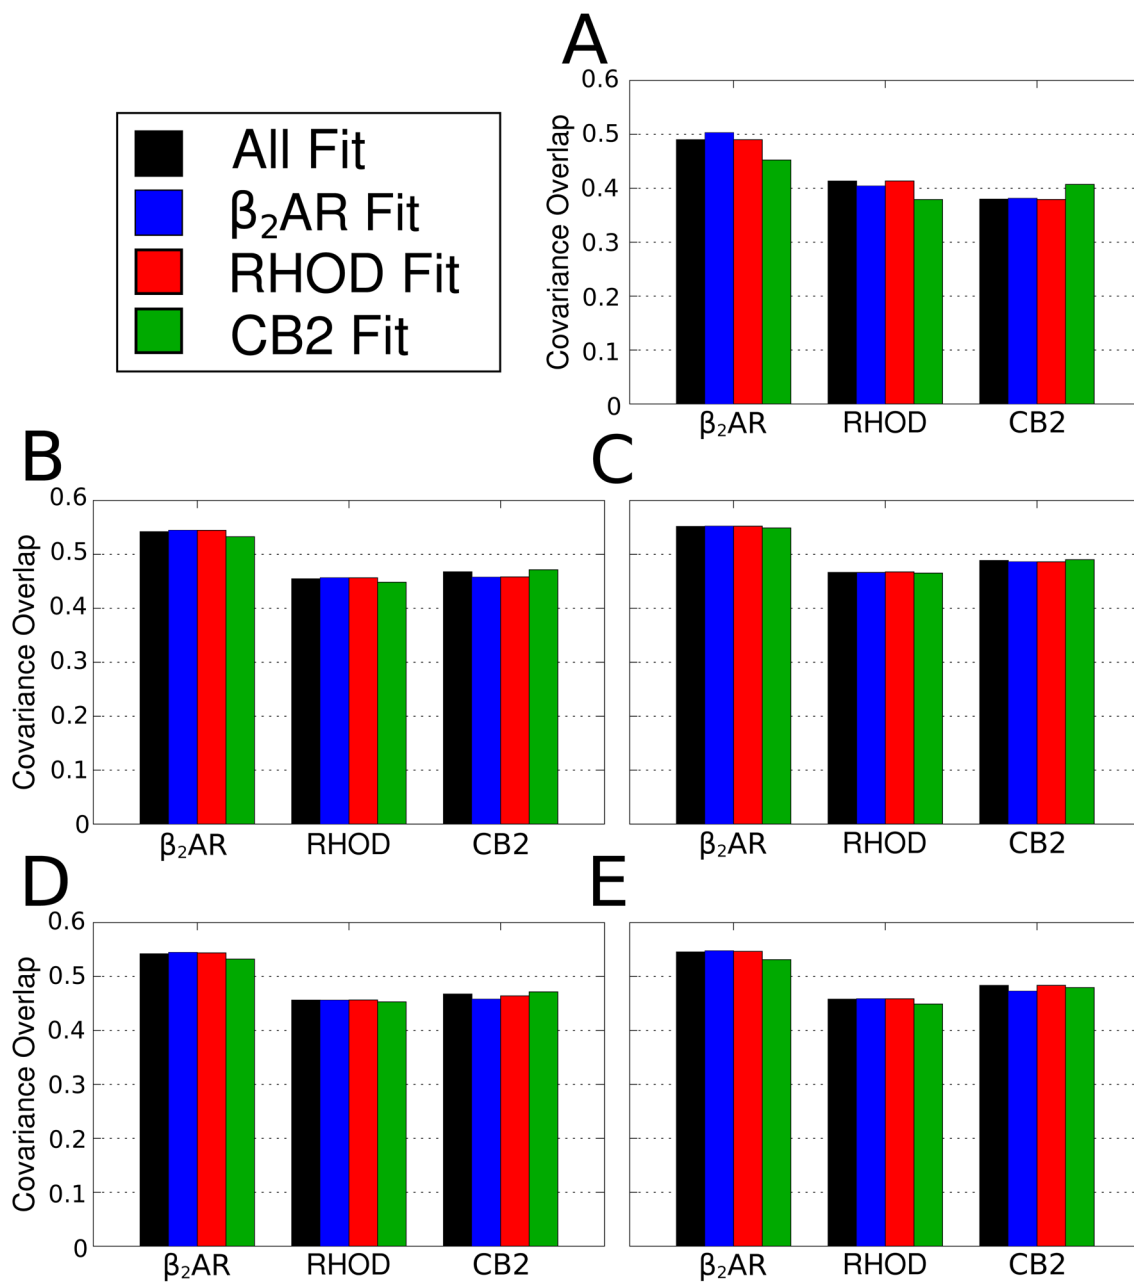 A
All Fit
β₂AR Fit
RHOD Fit
CB2 Fit
Covariance Overlap
0.6
0.5
0.4
0.3
0.2
0.1
0
β₂AR RHOD CB2
B
Covariance Overlap
0.6
0.5
0.4
0.3
0.2
0.1
0
β₂AR RHOD CB2
C
β₂AR RHOD CB2
D
Covariance Overlap
0.6
0.5
0.4
0.3
0.2
0.1
0
β₂AR RHOD CB2
E
β₂AR RHOD CB2